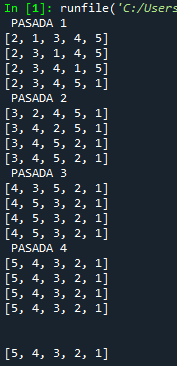 In [1]: runfile('C:/Users
PASADA 1
[2, 1, 3, 4, 5]
[2, 3, 1, 4, 5]
[2, 3, 4, 1, 5]
[2, 3, 4, 5, 1]
PASADA 2
[3, 2, 4, 5, 1]
[3, 4, 2, 5, 1]
[3, 4, 5, 2, 1]
[3, 4, 5, 2, 1]
PASADA 3
[4, 3, 5, 2, 1]
[4, 5, 3, 2, 1]
[4, 5, 3, 2, 1]
[4, 5, 3, 2, 1]
PASADA 4
[5, 4, 3, 2, 1]
[5, 4, 3, 2, 1]
[5, 4, 3, 2, 1]
[5, 4, 3, 2, 1]
[5, 4, 3, 2, 1]